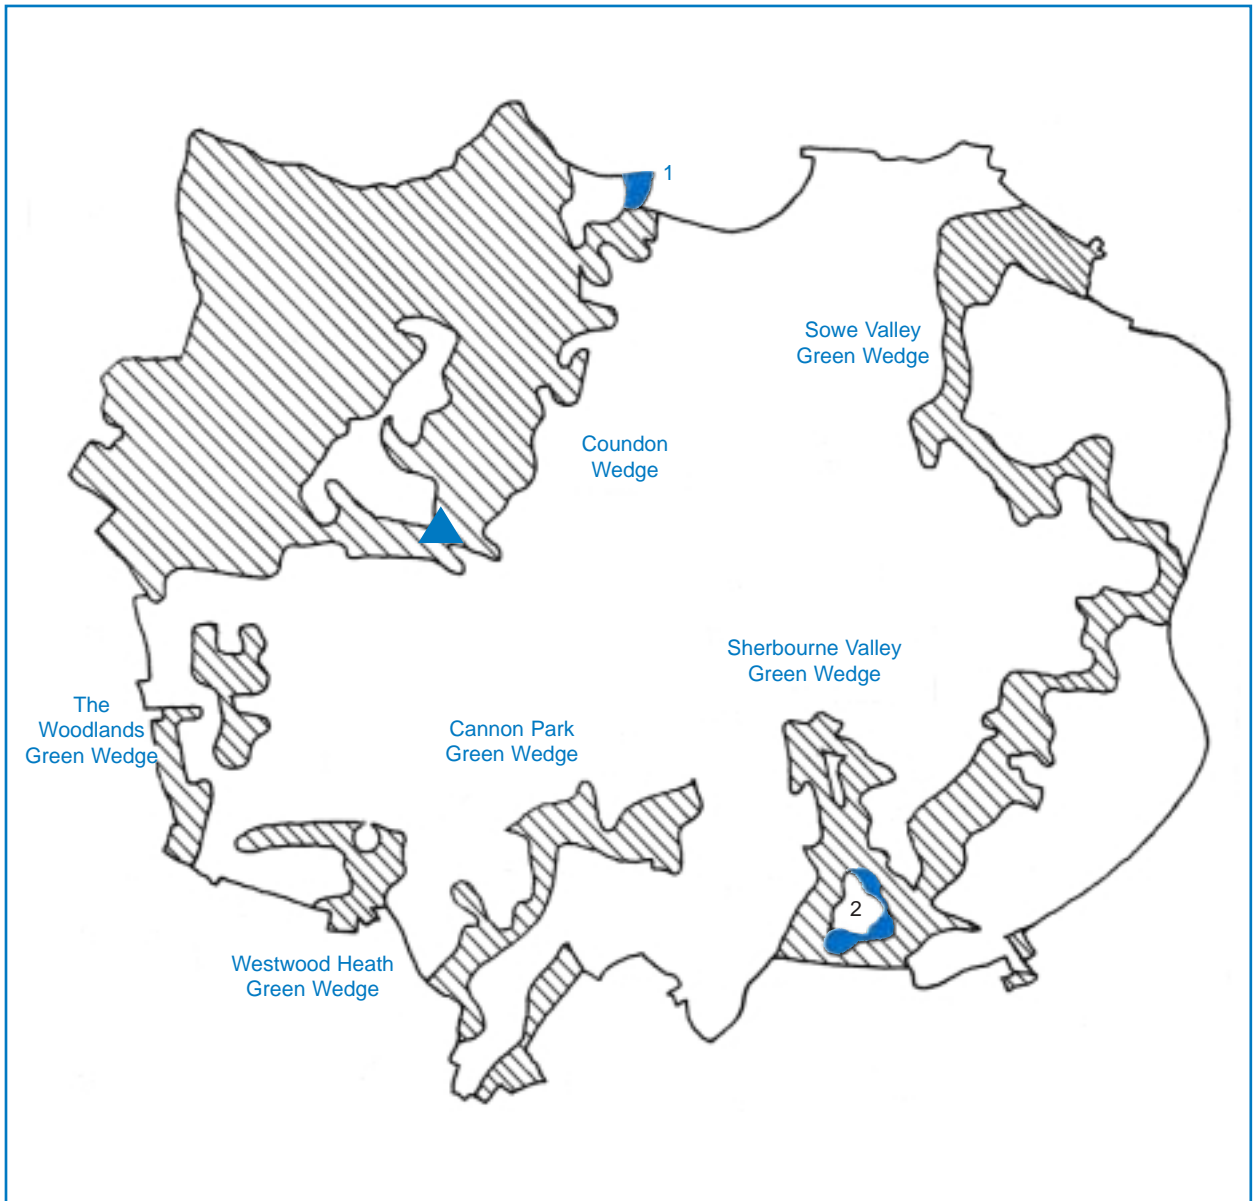 1
Sowe Valley
Green Wedge
Coundon
Wedge
Sherbourne Valley
Green Wedge
The
Woodlands
Green Wedge
Cannon Park
Green Wedge
2
Westwood Heath
Green Wedge